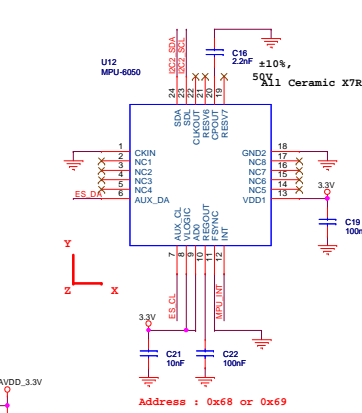 U12
MPU-6050
I2C2_SDA
I2C2_SCL
C16
2.2nF
±10%,
50V
All Ceramic X7R
24
23
22
21
20
19
SDA
SDL
CLKOUT
RESV6
CPOUT
RESV7
1
CKIN
GND2
18
2
NC1
NC8
17
3
NC2
NC7
16
4
NC3
NC6
15
5
NC4
NC5
14
ES_DA
6
AUX_DA
VDD1
13
3.3V
C19
100n
AUX_CL
VLOGIC
AD0
REGOUT
FSYNC
INT
7
8
9
10
11
12
ES_CL
MPU_INT
Y
Z
X
3.3V
C21
10nF
C22
100nF
AVDD_3.3V
Address : 0x68 or 0x69